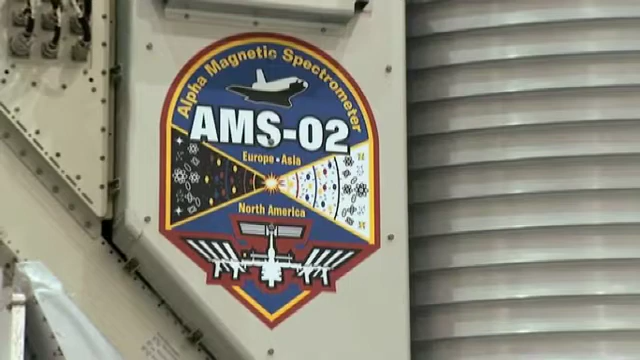 Alpha Magnetic Spectrometer
AMS-02
Europe • Asia
North America